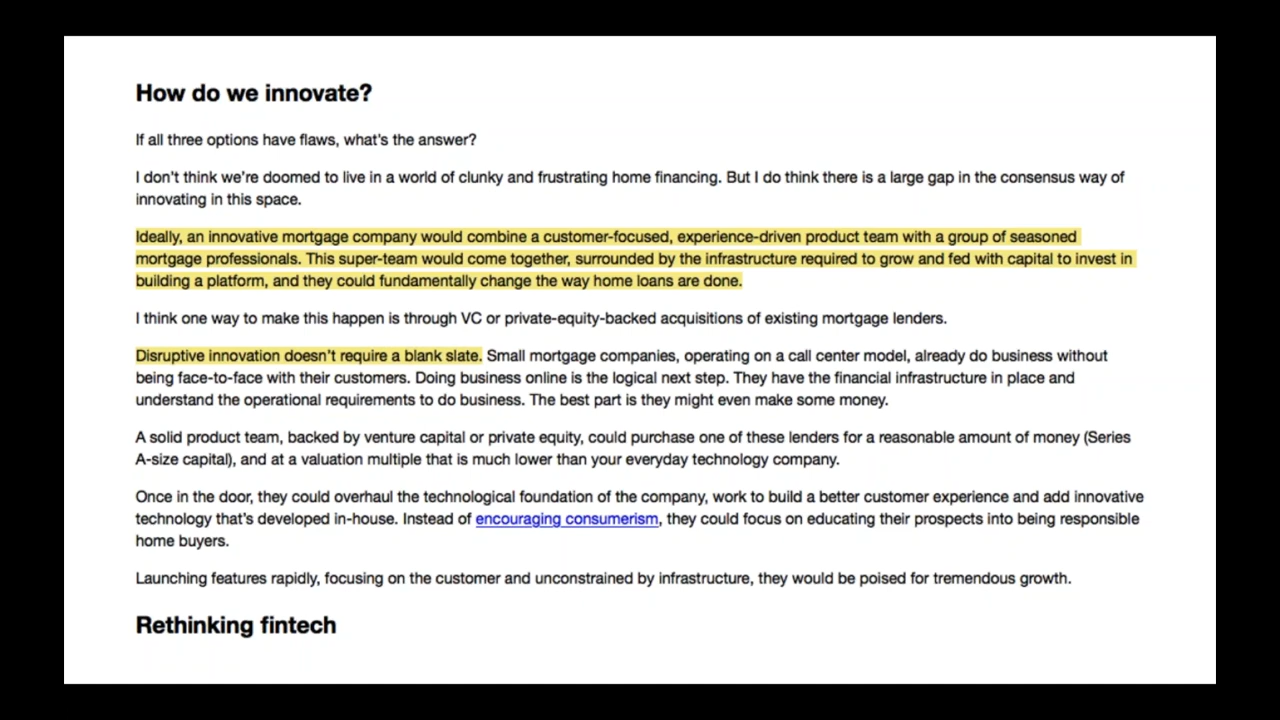 How do we innovate?
If all three options have flaws, what's the answer?
I don't think we're doomed to live in a world of clunky and frustrating home financing. But I do think there is a large gap in the consensus way of
innovating in this space.
Ideally, an innovative mortgage company would combine a customer-focused, experience-driven product team with a group of seasoned
mortgage professionals. This super-team would come together, surrounded by the infrastructure required to grow and fed with capital to invest in
building a platform, and they could fundamentally change the way home loans are done.
I think one way to make this happen is through VC or private-equity-backed acquisitions of existing mortgage lenders.
Disruptive innovation doesn't require a blank slate. Small mortgage companies, operating on a call center model, already do business without
being face-to-face with their customers. Doing business online is the logical next step. They have the financial infrastructure in place and
understand the operational requirements to do business. The best part is they might even make some money.
A solid product team, backed by venture capital or private equity, could purchase one of these lenders for a reasonable amount of money (Series
A-size capital), and at a valuation multiple that is much lower than your everyday technology company.
Once in the door, they could overhaul the technological foundation of the company, work to build a better customer experience and add innovative
technology that's developed in-house. Instead of encouraging consumerism, they could focus on educating their prospects into being responsible
home buyers.
Launching features rapidly, focusing on the customer and unconstrained by infrastructure, they would be poised for tremendous growth.
Rethinking fintech